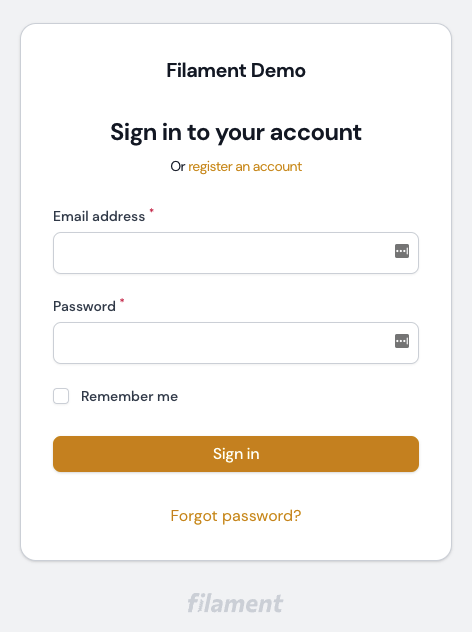 Filament Demo
Sign in to your account
Or register an account
Email address *
Password *
Remember me
Sign in
Forgot password?
filament